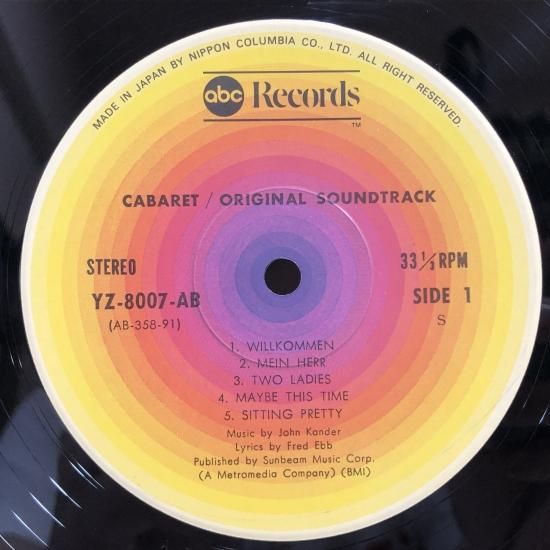 MADE IN JAPAN BY NIPPON COLUMBIA CO., LTD. ALL RIGHT RESERVED.
abc Records
TM
CABARET / ORIGINAL SOUNDTRACK
STEREO
33 1/3 RPM
YZ-8007-AB
SIDE 1
(AB-358-91)
S
1. WILLKOMMEN
2. MEIN HERR
3. TWO LADIES
4. MAYBE THIS TIME
5. SITTING PRETTY
Music by John Kander
Lyrics by Fred Ebb
Published by Sunbeam Music Corp.
(A Metromedia Company) (BMI)